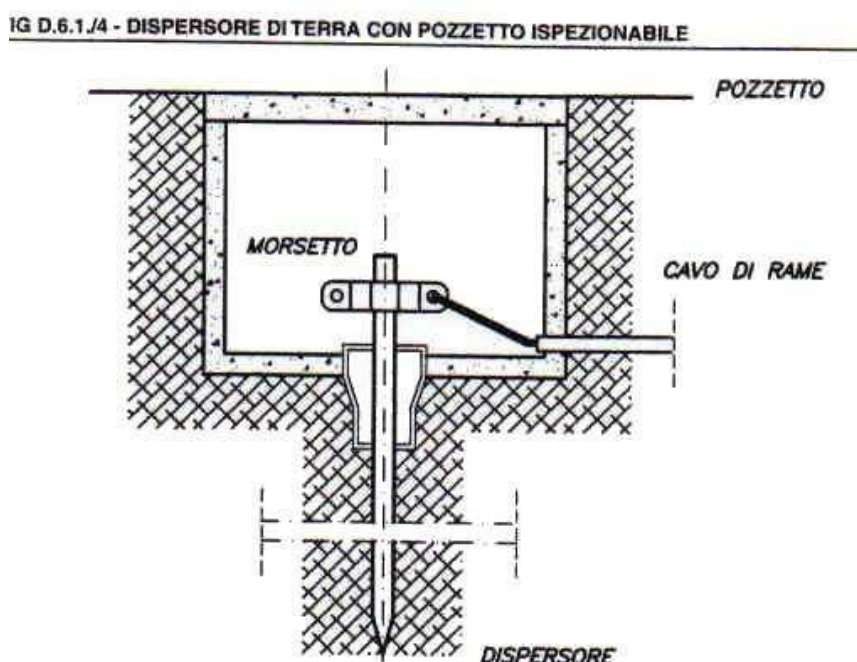 IG D.6.1./4 - DISPERSORE DI TERRA CON POZZETTO ISPEZIONABILE
POZZETTO
MORSETTO
CAVO DI RAME
DISPERSORE